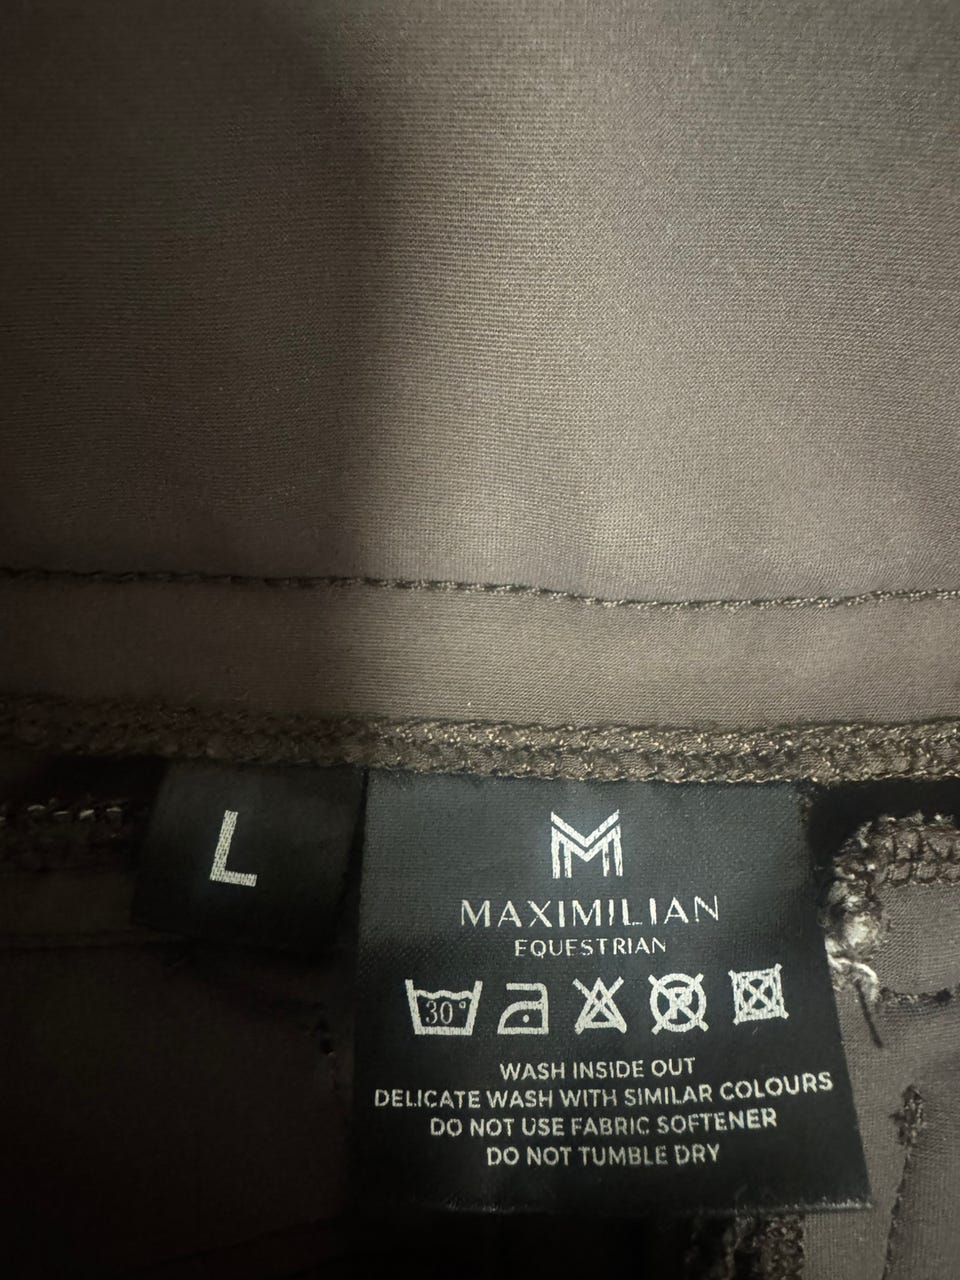 L
MAXIMILIAN
EQUESTRIAN
30°
WASH INSIDE OUT
DELICATE WASH WITH SIMILAR COLOURS
DO NOT USE FABRIC SOFTENER
DO NOT TUMBLE DRY